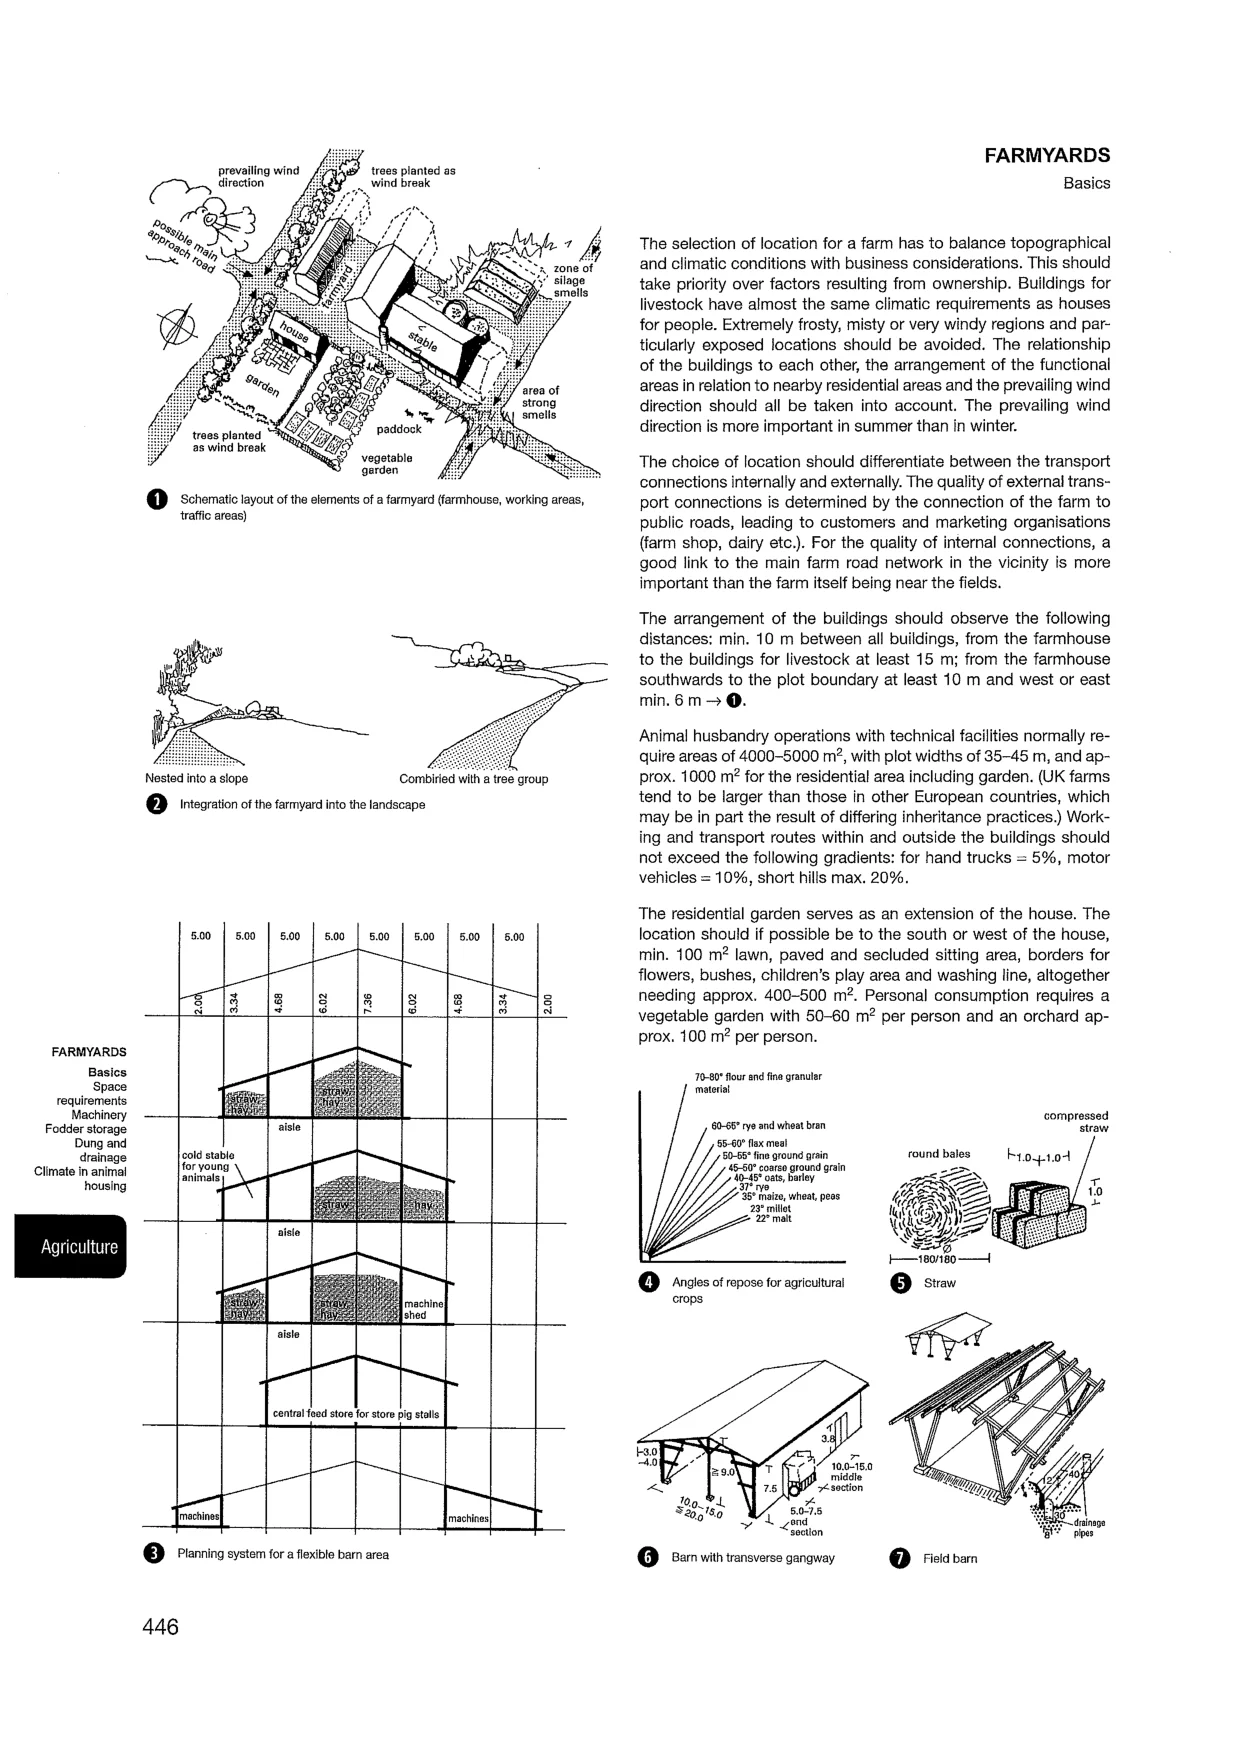 FARMYARDS
Basics
prevailing wind
direction
trees planted as
wind break
possible main
approach road
farmyard
zone of
silage
smells
house
stable
garden
area of
strong
smells
trees planted
as wind break
paddock
vegetable
garden
1 Schematic layout of the elements of a farmyard (farmhouse, working areas,
traffic areas)
Nested into a slope
Combined with a tree group
2 Integration of the farmyard into the landscape
5.00 5.00 5.00 5.00 5.00 5.00 5.00 5.00
2.00 3.34 4.68 6.02 7.36 6.02 4.68 3.34 2.00
straw
hay
straw
hay
aisle
cold stable
for young
animals
straw
hay
aisle
straw
hay
straw
hay
machine
shed
aisle
central feed store for store pig stalls
machines
machines
3 Planning system for a flexible barn area
FARMYARDS
Basics
Space
requirements
Machinery
Fodder storage
Dung and
drainage
Climate in animal
housing
Agriculture
446
The selection of location for a farm has to balance topographical
and climatic conditions with business considerations. This should
take priority over factors resulting from ownership. Buildings for
livestock have almost the same climatic requirements as houses
for people. Extremely frosty, misty or very windy regions and par-
ticularly exposed locations should be avoided. The relationship
of the buildings to each other, the arrangement of the functional
areas in relation to nearby residential areas and the prevailing wind
direction should all be taken into account. The prevailing wind
direction is more important in summer than in winter.
The choice of location should differentiate between the transport
connections internally and externally. The quality of external trans-
port connections is determined by the connection of the farm to
public roads, leading to customers and marketing organisations
(farm shop, dairy etc.). For the quality of internal connections, a
good link to the main farm road network in the vicinity is more
important than the farm itself being near the fields.
The arrangement of the buildings should observe the following
distances: min. 10 m between all buildings, from the farmhouse
to the buildings for livestock at least 15 m; from the farmhouse
southwards to the plot boundary at least 10 m and west or east
min. 6 m → 1.
Animal husbandry operations with technical facilities normally re-
quire areas of 4000–5000 m², with plot widths of 35–45 m, and ap-
prox. 1000 m² for the residential area including garden. (UK farms
tend to be larger than those in other European countries, which
may be in part the result of differing inheritance practices.) Work-
ing and transport routes within and outside the buildings should
not exceed the following gradients: for hand trucks = 5%, motor
vehicles = 10%, short hills max. 20%.
The residential garden serves as an extension of the house. The
location should if possible be to the south or west of the house,
min. 100 m² lawn, paved and secluded sitting area, borders for
flowers, bushes, children's play area and washing line, altogether
needing approx. 400–500 m². Personal consumption requires a
vegetable garden with 50–60 m² per person and an orchard ap-
prox. 100 m² per person.
70–80° flour and fine granular
material
60–65° rye and wheat bran
55–60° flax meal
50–55° fine ground grain
45–50° coarse ground grain
40–45° oats, barley
37° rye
35° maize, wheat, peas
23° millet
22° malt
4 Angles of repose for agricultural
crops
compressed
straw
round bales
1.0 1.0
1.0
Ø
180/180
5 Straw
3.0
–4.0
≧ 9.0
7.5
3.8
10.0–15.0
middle
section
10.0–15.0
≦ 20.0
5.0–7.5
end
section
6 Barn with transverse gangway
12
40
30
8
drainage
pipes
7 Field barn